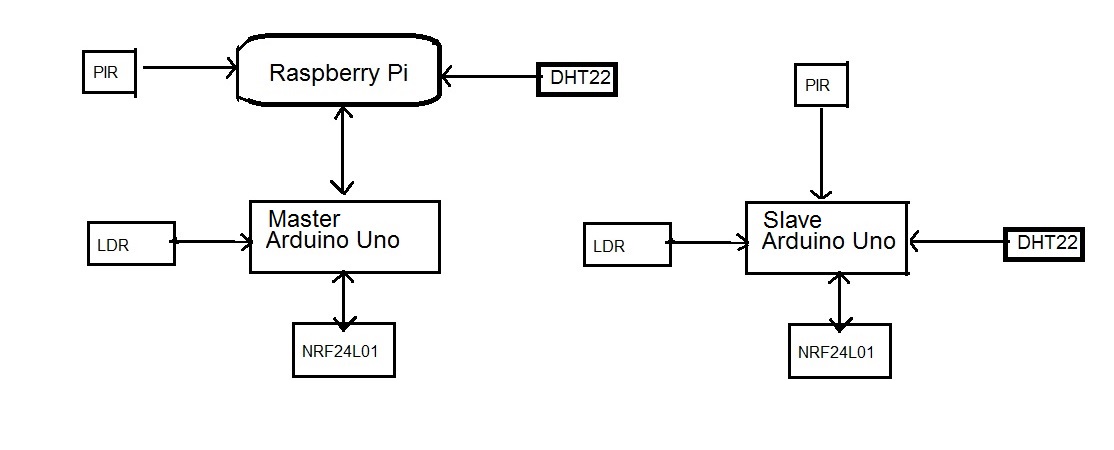 PIR
Raspberry Pi
DHT22
PIR
Master
Arduino Uno
LDR
NRF24L01
Slave
Arduino Uno
LDR
DHT22
NRF24L01